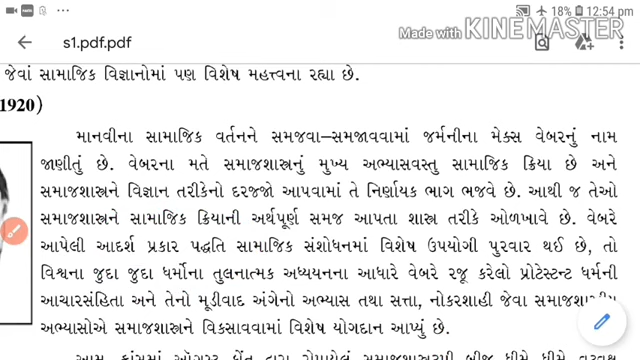 18% 12:54 pm
Made with KINEMASTER
s1.pdf.pdf
જેવાં સામાજિક વિજ્ઞાનોમાં પણ વિશેષ મહત્ત્વના રહ્યા છે.
1920)
માનવીના સામાજિક વર્તનને સમજવા–સમજાવવામાં જર્મનીના મેક્સ વેબરનું નામ
જાણીતું છે. વેબરના મતે સમાજશાસ્ત્રનું મુખ્ય અભ્યાસવસ્તુ સામાજિક ક્રિયા છે અને
સમાજશાસ્ત્રને વિજ્ઞાન તરીકેનો દરજજો આપવામાં તે નિર્ણાયક ભાગ ભજવે છે. આથી જ તેઓ
સમાજશાસ્ત્રને સામાજિક ક્રિયાની અર્થપૂર્ણ સમજ આપતા શાસ્ત્ર તરીકે ઓળખાવે છે. વેબરે
આપેલી આદર્શ પ્રકાર પદ્ધતિ સામાજિક સંશોધનમાં વિશેષ ઉપયોગી પુરવાર થઈ છે, તો
વિશ્વના જુદા જુદા ધર્મોના તુલનાત્મક અધ્યયનના આધારે વેબરે રજૂ કરેલો પ્રોટેસ્ટન્ટ ધર્મની
આચારસંહિતા અને તેનો મૂડીવાદ અંગેનો અભ્યાસ તથા સત્તા, નોકરશાહી જેવા
અભ્યાસોએ સમાજશાસ્ત્રને વિકસાવવામાં વિશેષ યોગદાન આપ્યું છે.